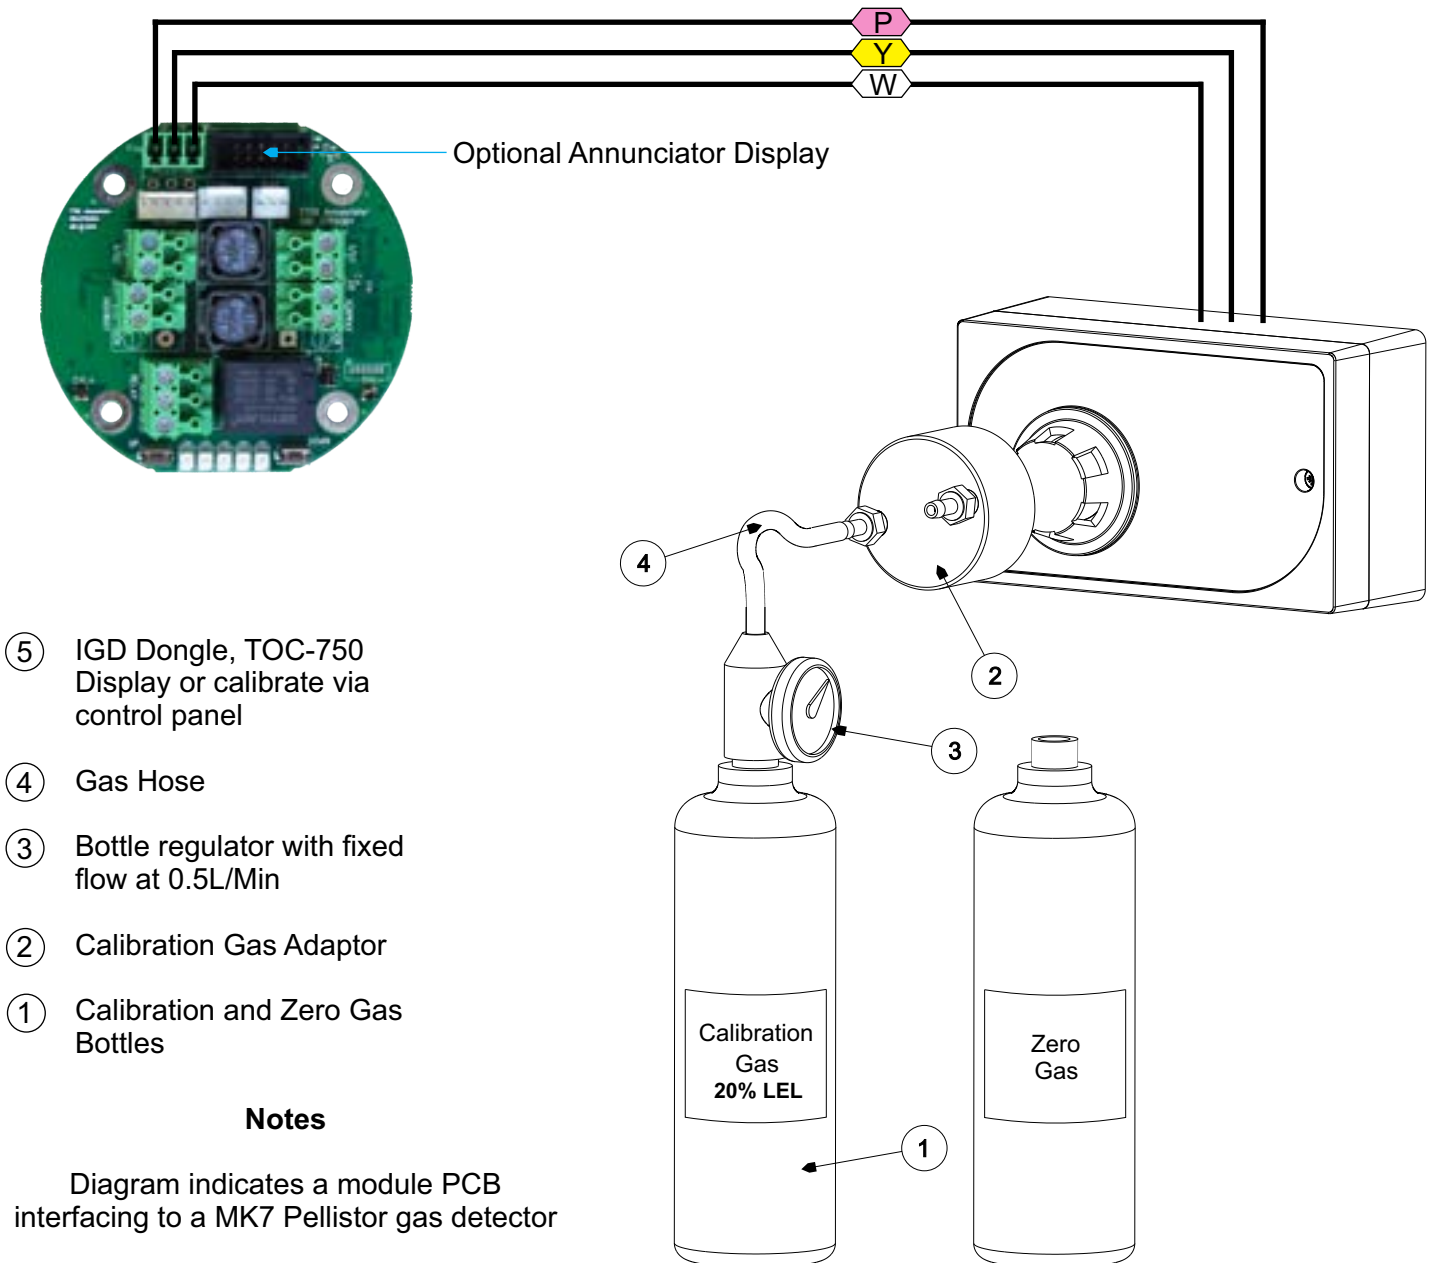 P
Y
W
Optional Annunciator Display
4
2
3
5 IGD Dongle, TOC-750
Display or calibrate via
control panel
4 Gas Hose
3 Bottle regulator with fixed
flow at 0.5L/Min
2 Calibration Gas Adaptor
1 Calibration and Zero Gas
Bottles
Calibration
Gas
20% LEL
Zero
Gas
1
Notes
Diagram indicates a module PCB
interfacing to a MK7 Pellistor gas detector